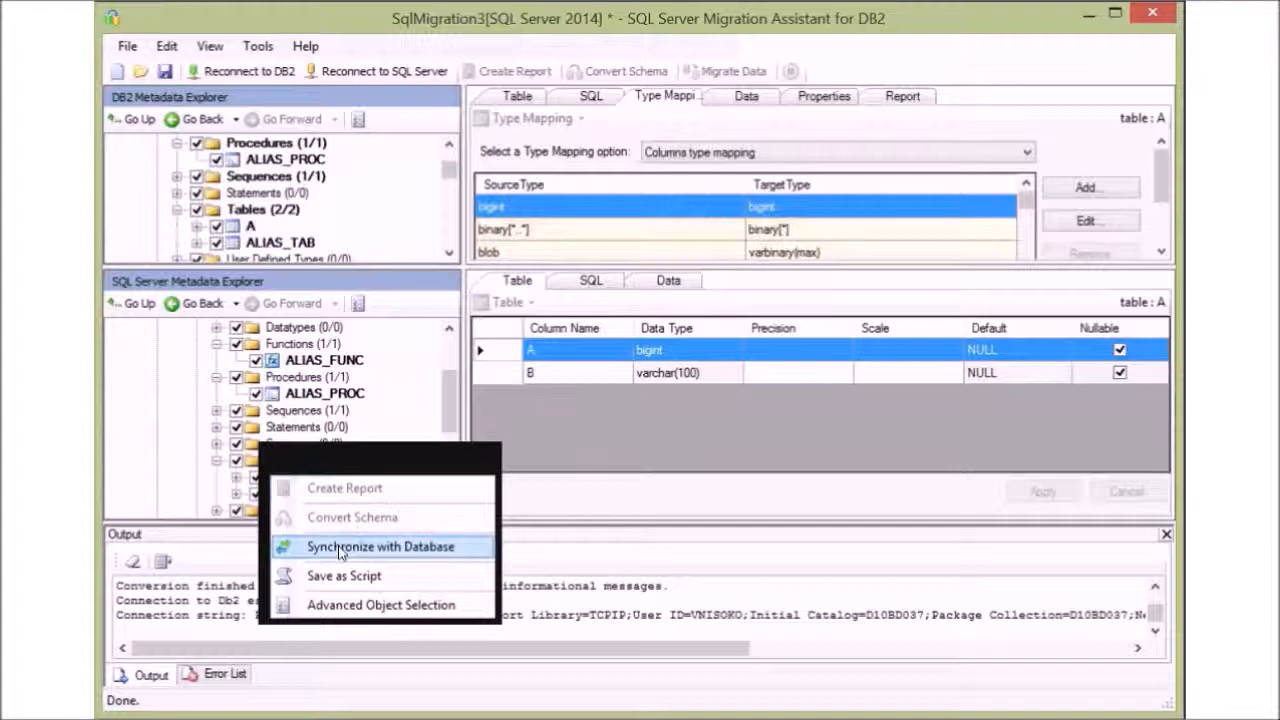 SqlMigration3[SQL Server 2014] * - SQL Server Migration Assistant for DB2
File Edit View Tools Help
Reconnect to DB2 Reconnect to SQL Server Create Report Convert Schema Migrate Data
DB2 Metadata Explorer
Go Up Go Back Go Forward
Procedures (1/1)
ALIAS_PROC
Sequences (1/1)
Statements (0/0)
Tables (2/2)
A
ALIAS_TAB
User Defined Types (0/0)
Table SQL Type Mappi... Data Properties Report
Type Mapping table : A
Select a Type Mapping option: Columns type mapping
Source Type Target Type
bigint bigint
binary[*..*] binary[*]
blob varbinary(max)
Add...
Edit...
Remove
SQL Server Metadata Explorer
Go Up Go Back Go Forward
Datatypes (0/0)
Functions (1/1)
ALIAS_FUNC
Procedures (1/1)
ALIAS_PROC
Sequences (1/1)
Statements (0/0)
Table SQL Data
Table table : A
Column Name Data Type Precision Scale Default Nullable
A bigint NULL
B varchar(100) NULL
Apply Cancel
Create Report
Convert Schema
Synchronize with Database
Save as Script
Advanced Object Selection
Output
Conversion finished informational messages.
Connection to Db2 es
Connection string: ort Library=TCPIP;User ID=VNISOKO;Initial Catalog=D10BD037;Package Collection=D10BD037;Ne
Output Error List
Done.